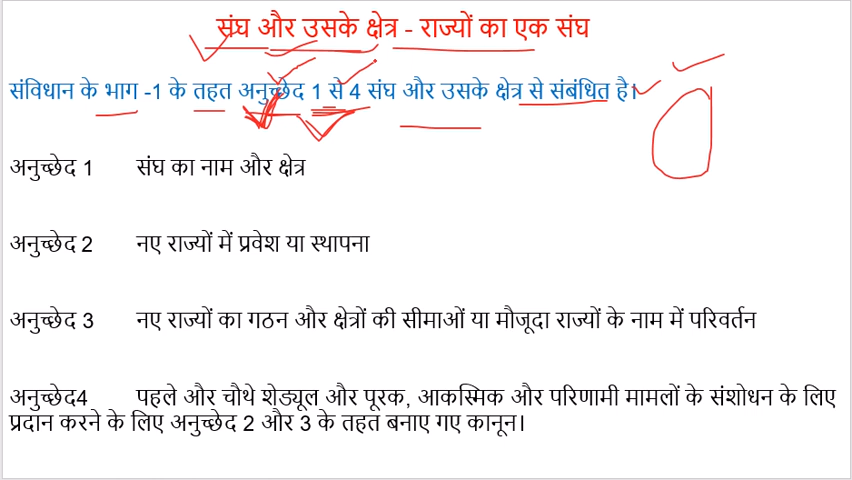 संघ और उसके क्षेत्र - राज्यों का एक संघ
संविधान के भाग -1 के तहत अनुच्छेद 1 से 4 संघ और उसके क्षेत्र से संबंधित है।
अनुच्छेद 1 संघ का नाम और क्षेत्र
अनुच्छेद 2 नए राज्यों में प्रवेश या स्थापना
अनुच्छेद 3 नए राज्यों का गठन और क्षेत्रों की सीमाओं या मौजूदा राज्यों के नाम में परिवर्तन
अनुच्छेद4 पहले और चौथे शेड्यूल और पूरक, आकस्मिक और परिणामी मामलों के संशोधन के लिए
प्रदान करने के लिए अनुच्छेद 2 और 3 के तहत बनाए गए कानून।